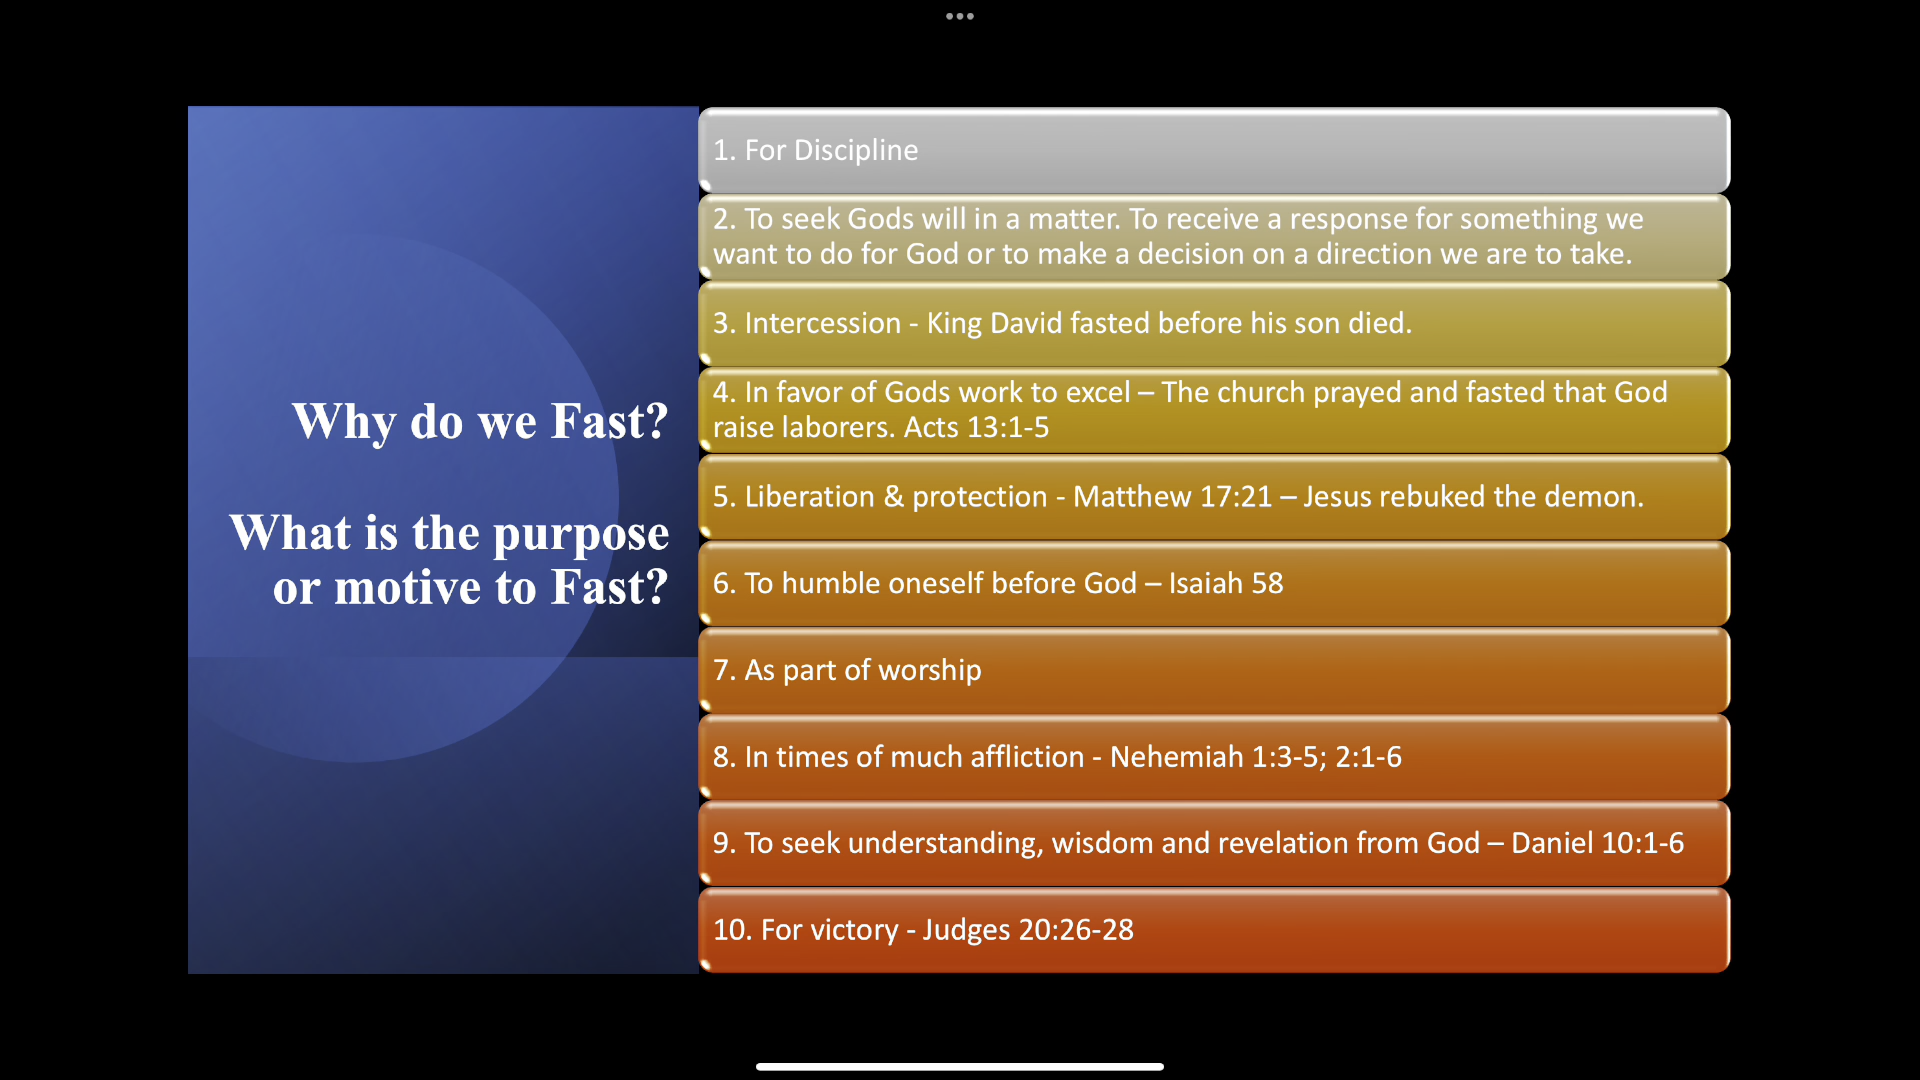 Why do we Fast?
What is the purpose
or motive to Fast?
1. For Discipline
2. To seek Gods will in a matter. To receive a response for something we
want to do for God or to make a decision on a direction we are to take.
3. Intercession - King David fasted before his son died.
4. In favor of Gods work to excel – The church prayed and fasted that God
raise laborers. Acts 13:1-5
5. Liberation & protection - Matthew 17:21 – Jesus rebuked the demon.
6. To humble oneself before God – Isaiah 58
7. As part of worship
8. In times of much affliction - Nehemiah 1:3-5; 2:1-6
9. To seek understanding, wisdom and revelation from God – Daniel 10:1-6
10. For victory - Judges 20:26-28